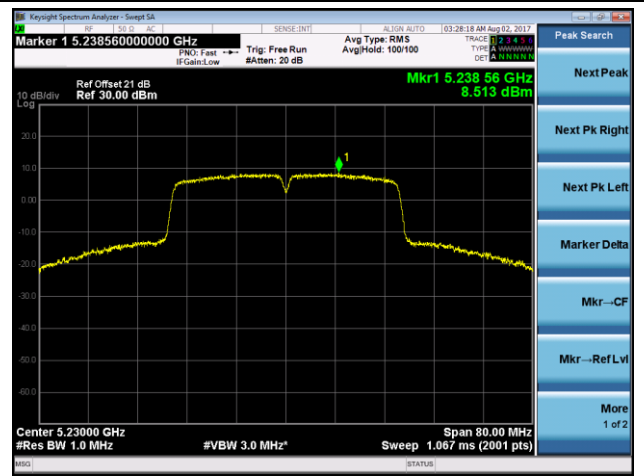 Keysight Spectrum Analyzer - Swept SA
RF 50 Ω AC SENSE:INT ALIGN AUTO 03:28:18 AM Aug 02, 2017
Marker 1 5.238560000000 GHz
PNO: Fast
IFGain:Low
Trig: Free Run
#Atten: 20 dB
Avg Type: RMS
Avg|Hold: 100/100
TRACE 1 2 3 4 5 6
TYPE A WWWWW
DET A N N N N N
Ref Offset 21 dB
Ref 30.00 dBm
10 dB/div
Log
Mkr1 5.238 56 GHz
8.513 dBm
20.0
10.0
0.00
-10.0
-20.0
-30.0
-40.0
-50.0
-60.0
1
Center 5.23000 GHz
Span 80.00 MHz
#Res BW 1.0 MHz
#VBW 3.0 MHz*
Sweep 1.067 ms (2001 pts)
MSG
STATUS
Peak Search
Next Peak
Next Pk Right
Next Pk Left
Marker Delta
Mkr→CF
Mkr→Ref Lvl
More
1 of 2